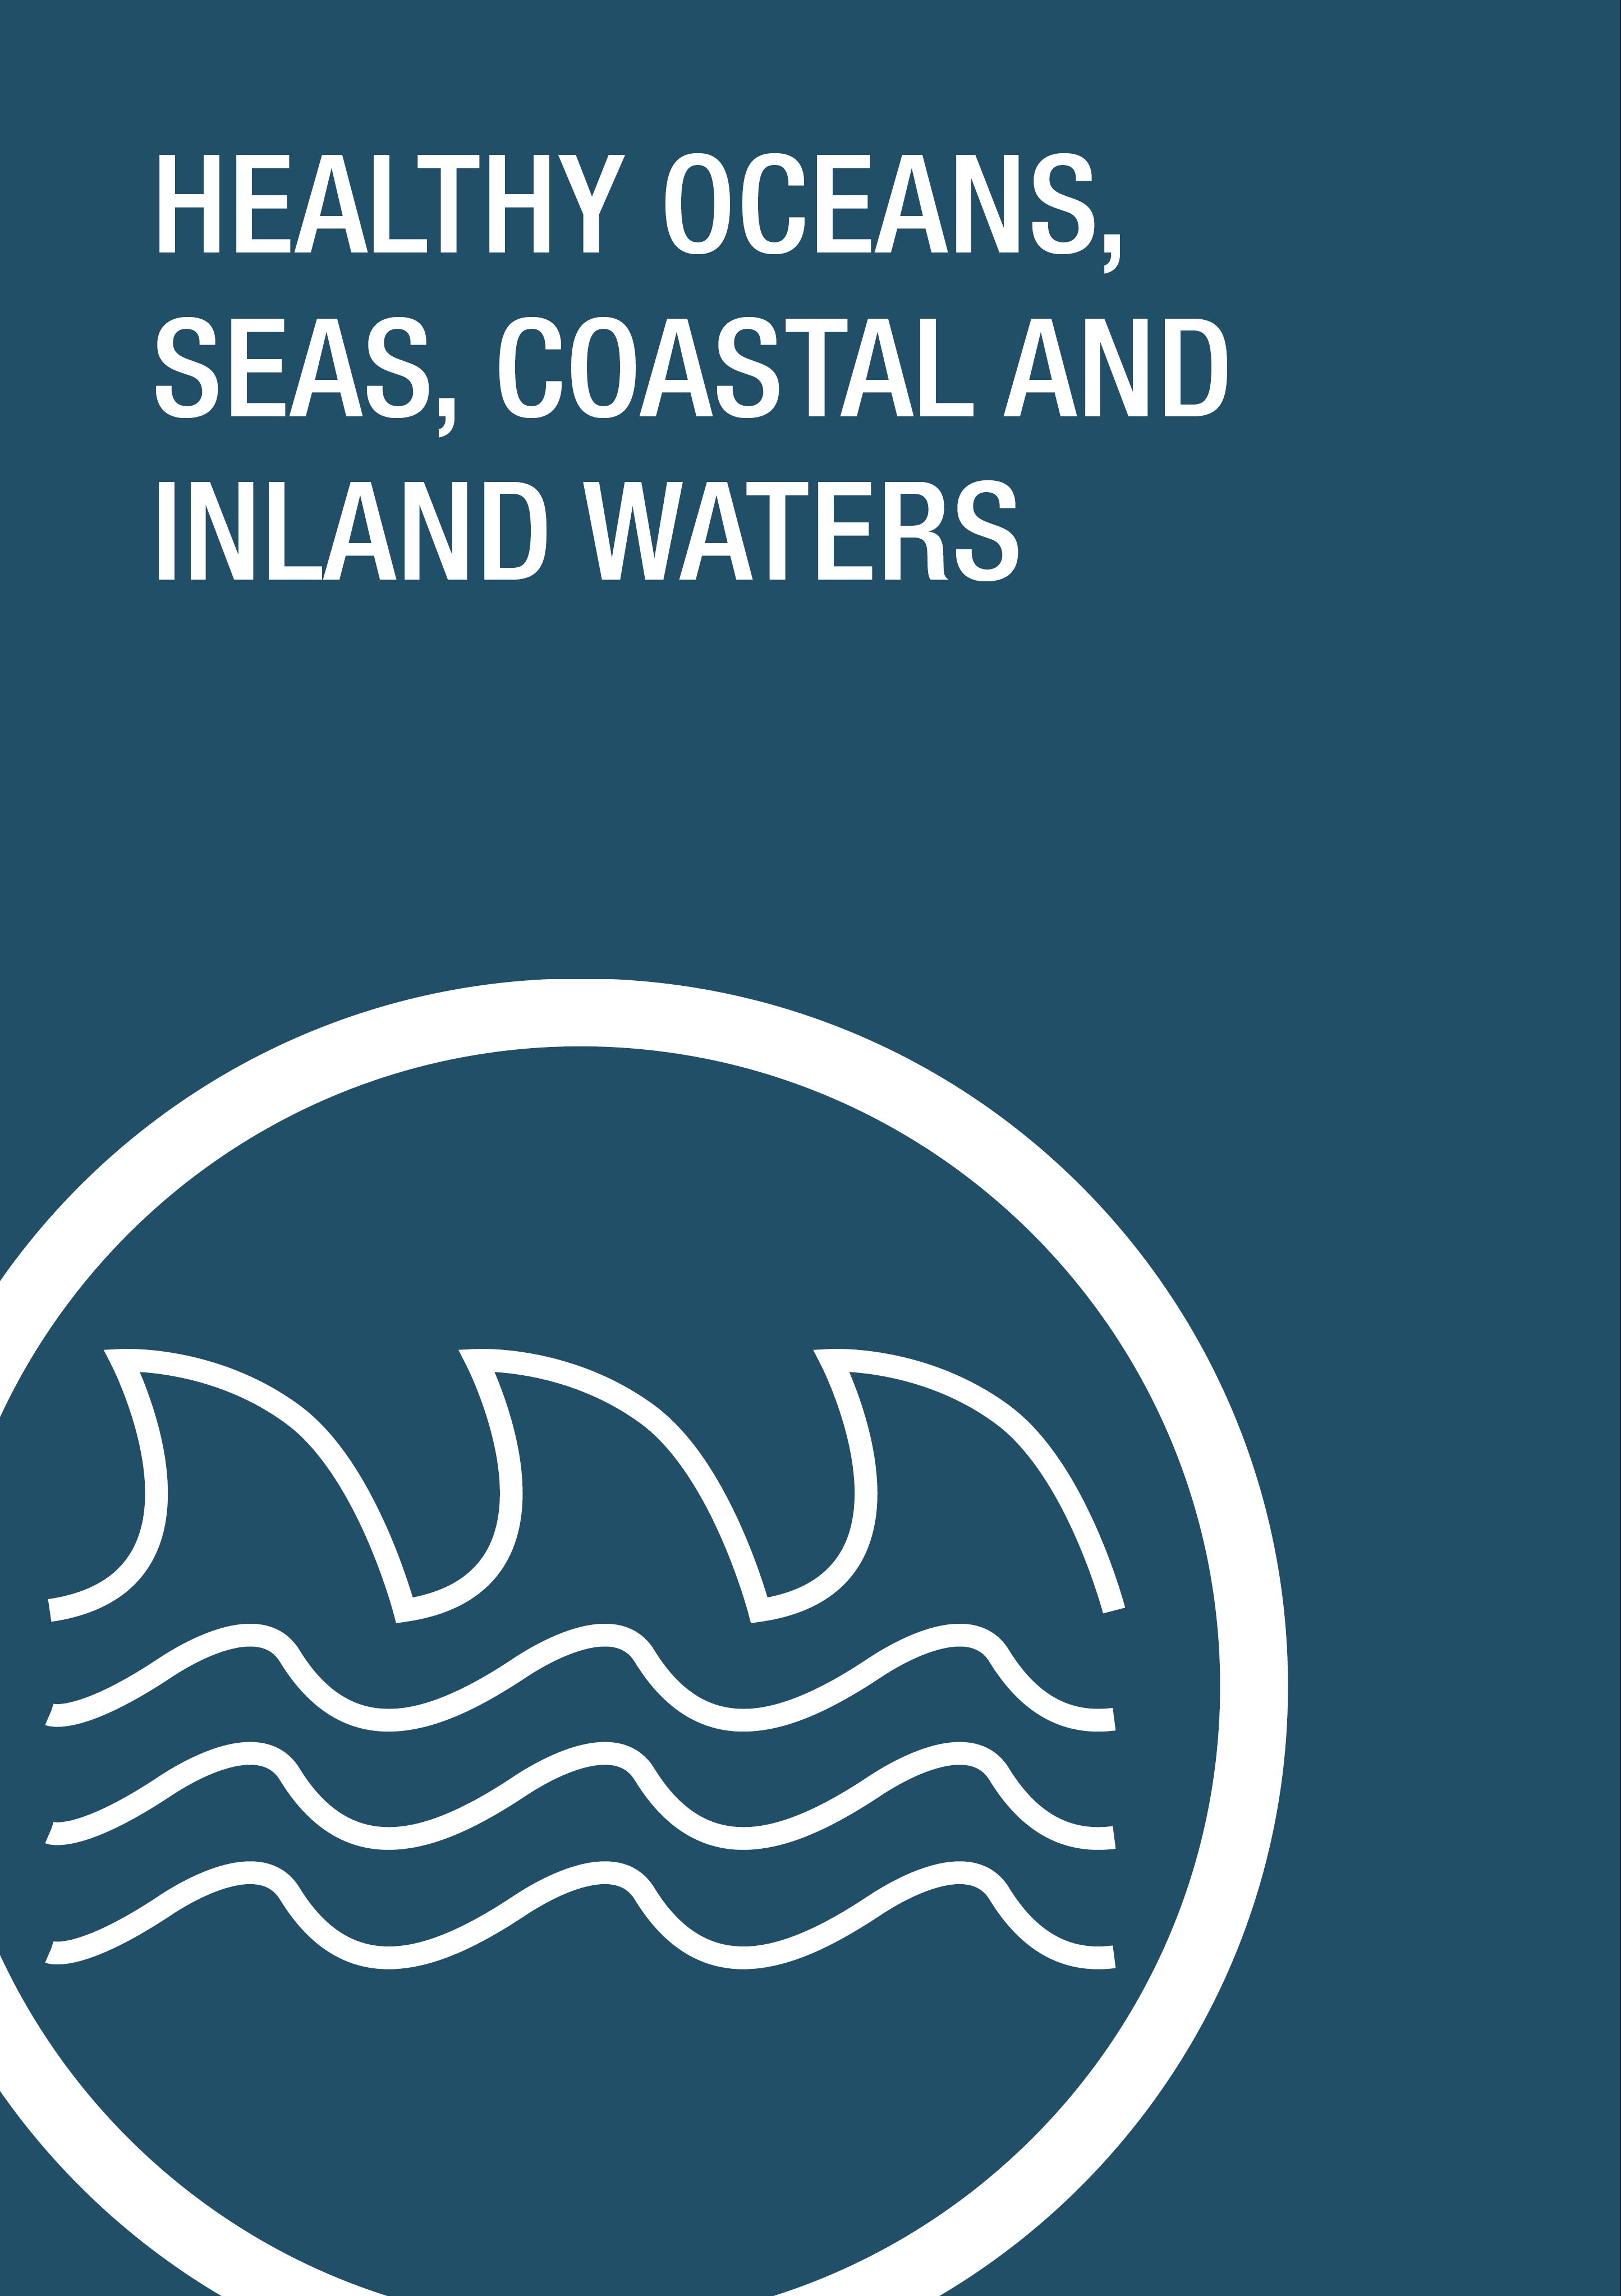 HEALTHY OCEANS,
SEAS, COASTAL AND
INLAND WATERS